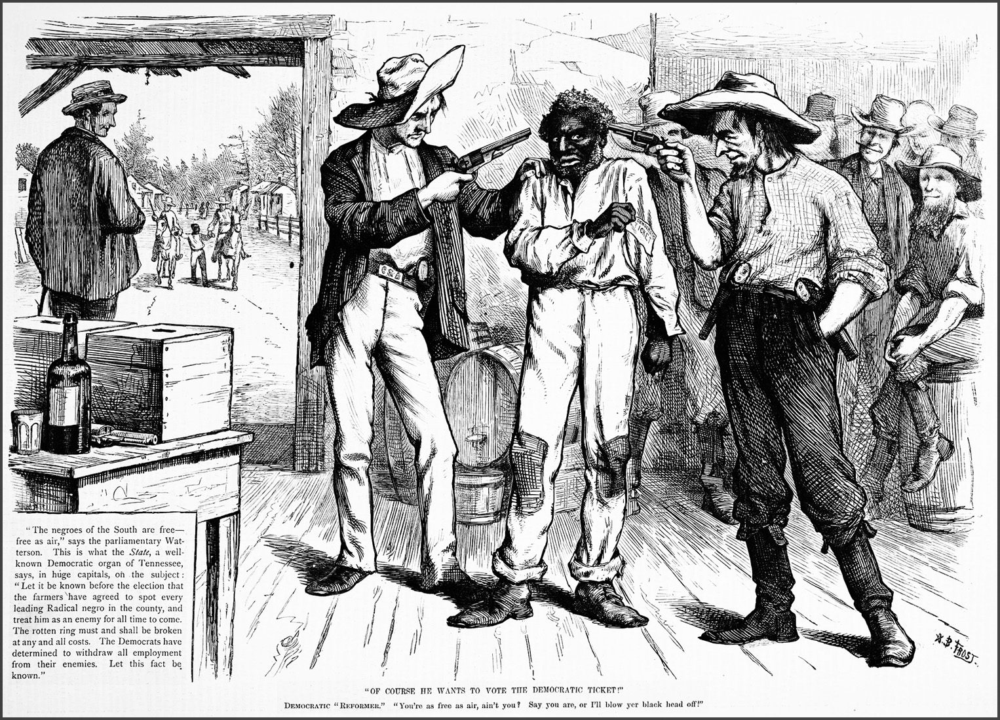 C.S.A.
TICKET
"The negroes of the South are free—
free as air," says the parliamentary Wat-
terson. This is what the State, a well-
known Democratic organ of Tennessee,
says, in huge capitals, on the subject:
"Let it be known before the election that
the farmers have agreed to spot every
leading Radical negro in the county, and
treat him as an enemy for all time to come.
The rotten ring must and shall be broken
at any and all costs. The Democrats have
determined to withdraw all employment
from their enemies. Let this fact be
known."
A. B. FROST.
"OF COURSE HE WANTS TO VOTE THE DEMOCRATIC TICKET!"
DEMOCRATIC "REFORMER." "You're as free as air, ain't you? Say you are, or I'll blow yer black head off!"